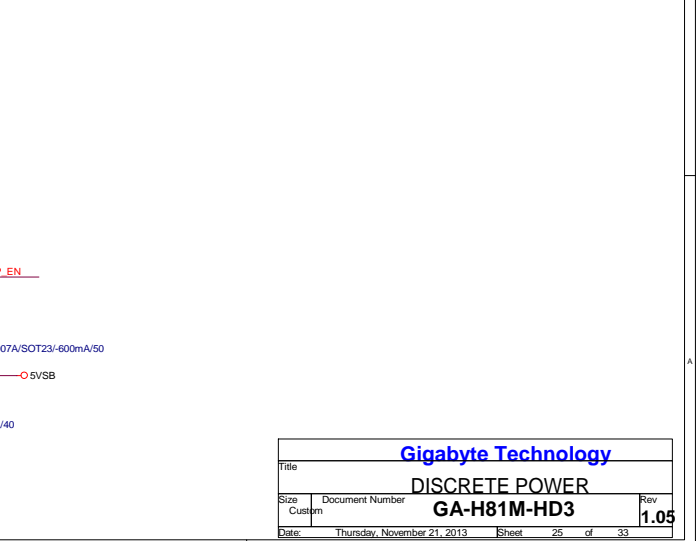 _EN
07A/SOT23/-600mA/50
5VSB
A
/40
Gigabyte Technology
Title
DISCRETE POWER
Size Document Number Rev
Custom GA-H81M-HD3 1.05
Date: Thursday, November 21, 2013 Sheet 25 of 33